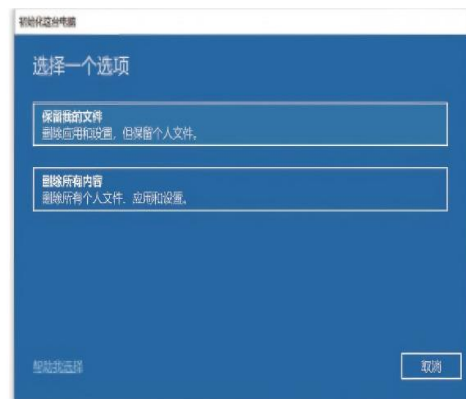 初始化这台电脑
选择一个选项
保留我的文件
删除应用和设置，但保留个人文件。
删除所有内容
删除所有个人文件、应用和设置。
帮助我选择
取消